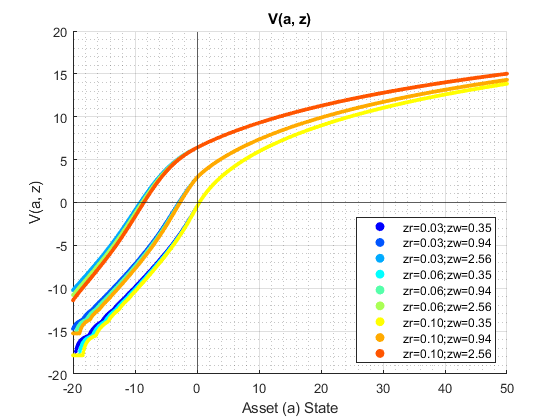 V(a, z)
20
15
10
5
0
-5
-10
-15
-20
V(a, z)
zr=0.03;zw=0.35
zr=0.03;zw=0.94
zr=0.03;zw=2.56
zr=0.06;zw=0.35
zr=0.06;zw=0.94
zr=0.06;zw=2.56
zr=0.10;zw=0.35
zr=0.10;zw=0.94
zr=0.10;zw=2.56
-20 -10 0 10 20 30 40 50
Asset (a) State